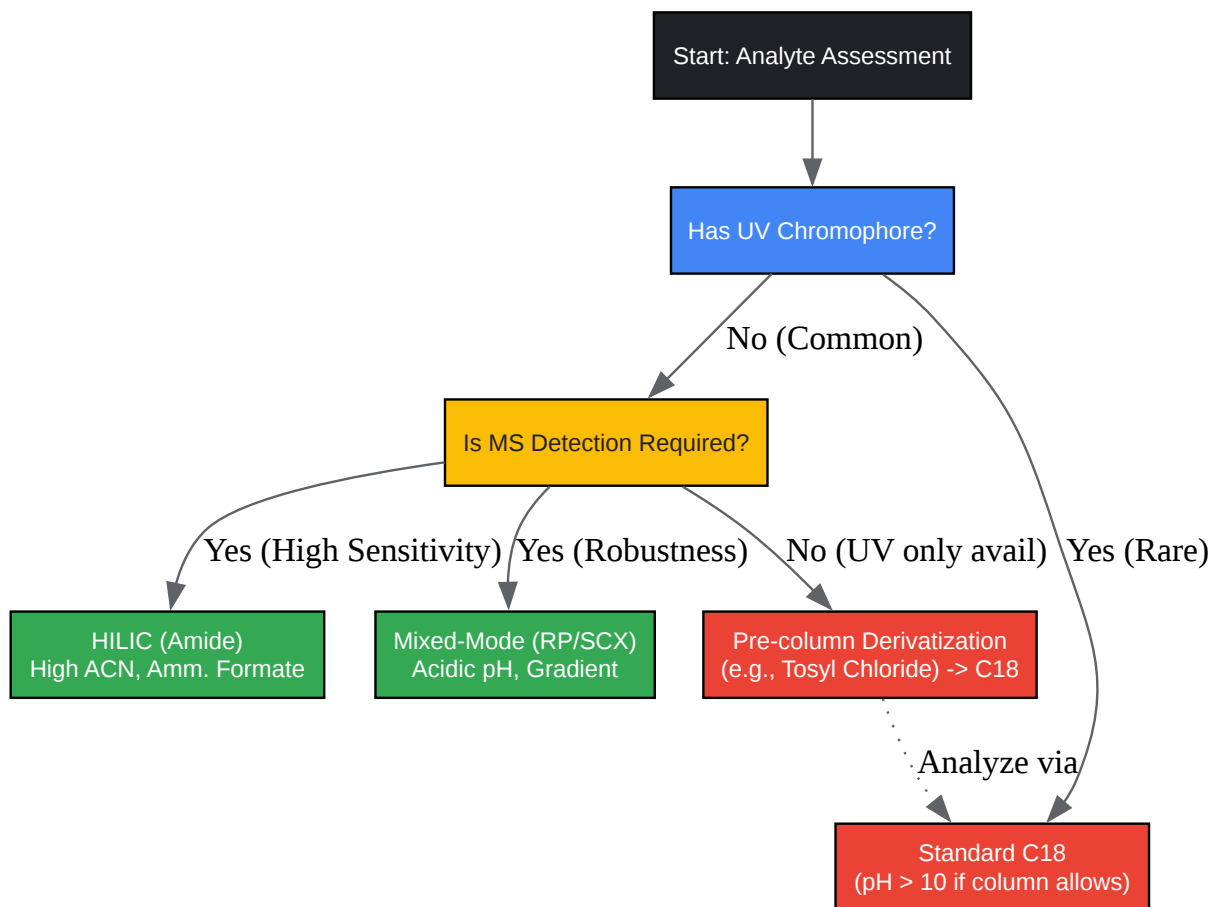 Start: Analyte Assessment
Has UV Chromophore?
No (Common)
Is MS Detection Required?
Yes (High Sensitivity)
Yes (Robustness)
No (UV only avail)
Yes (Rare)
HILIC (Amide)
High ACN, Amm. Formate
Mixed-Mode (RP/SCX)
Acidic pH, Gradient
Pre-column Derivatization
(e.g., Tosyl Chloride) -> C18
Analyze via
Standard C18
(pH > 10 if column allows)